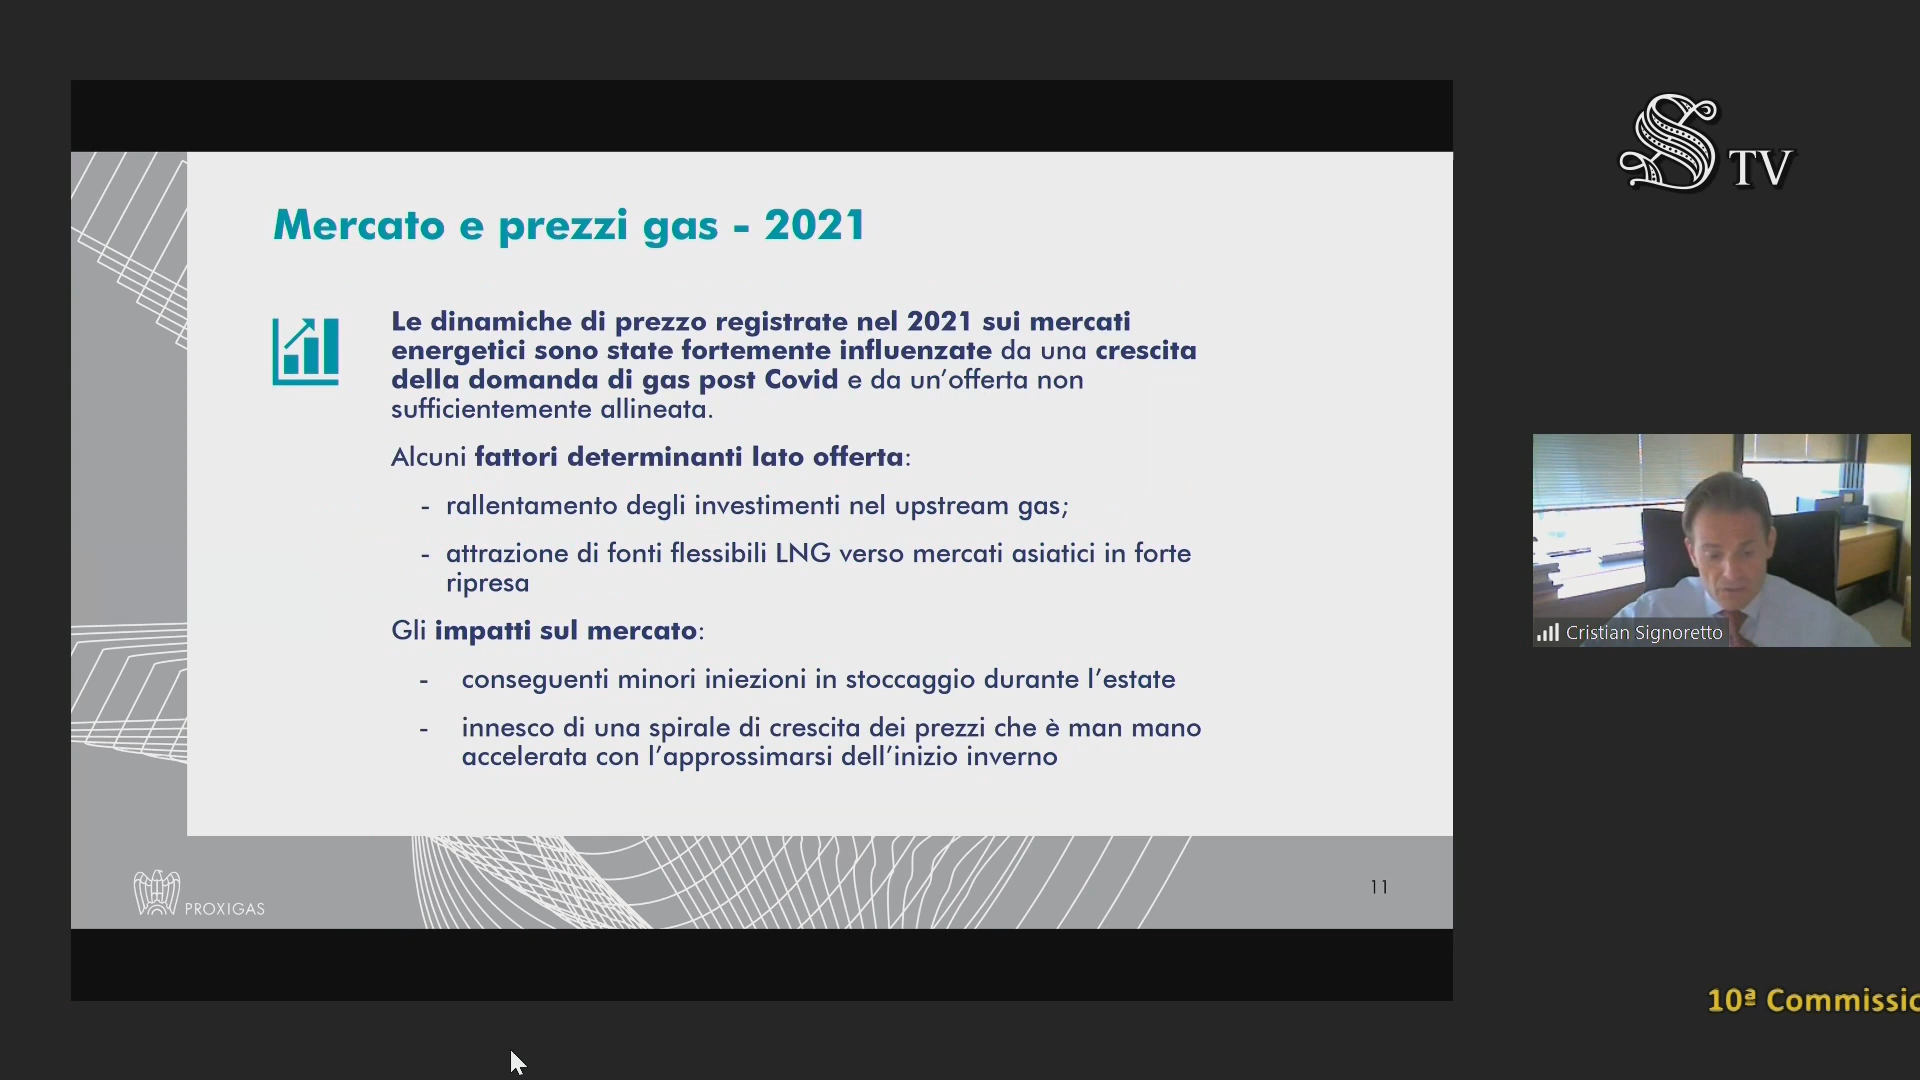 Mercato e prezzi gas - 2021
Le dinamiche di prezzo registrate nel 2021 sui mercati
energetici sono state fortemente influenzate da una crescita
della domanda di gas post Covid e da un'offerta non
sufficientemente allineata.
Alcuni fattori determinanti lato offerta:
- rallentamento degli investimenti nel upstream gas;
- attrazione di fonti flessibili LNG verso mercati asiatici in forte
ripresa
Gli impatti sul mercato:
- conseguenti minori iniezioni in stoccaggio durante l'estate
- innesco di una spirale di crescita dei prezzi che è man mano
accelerata con l'approssimarsi dell'inizio inverno
PROXIGAS
11
S TV
Cristian Signoretto
10ª Commissio